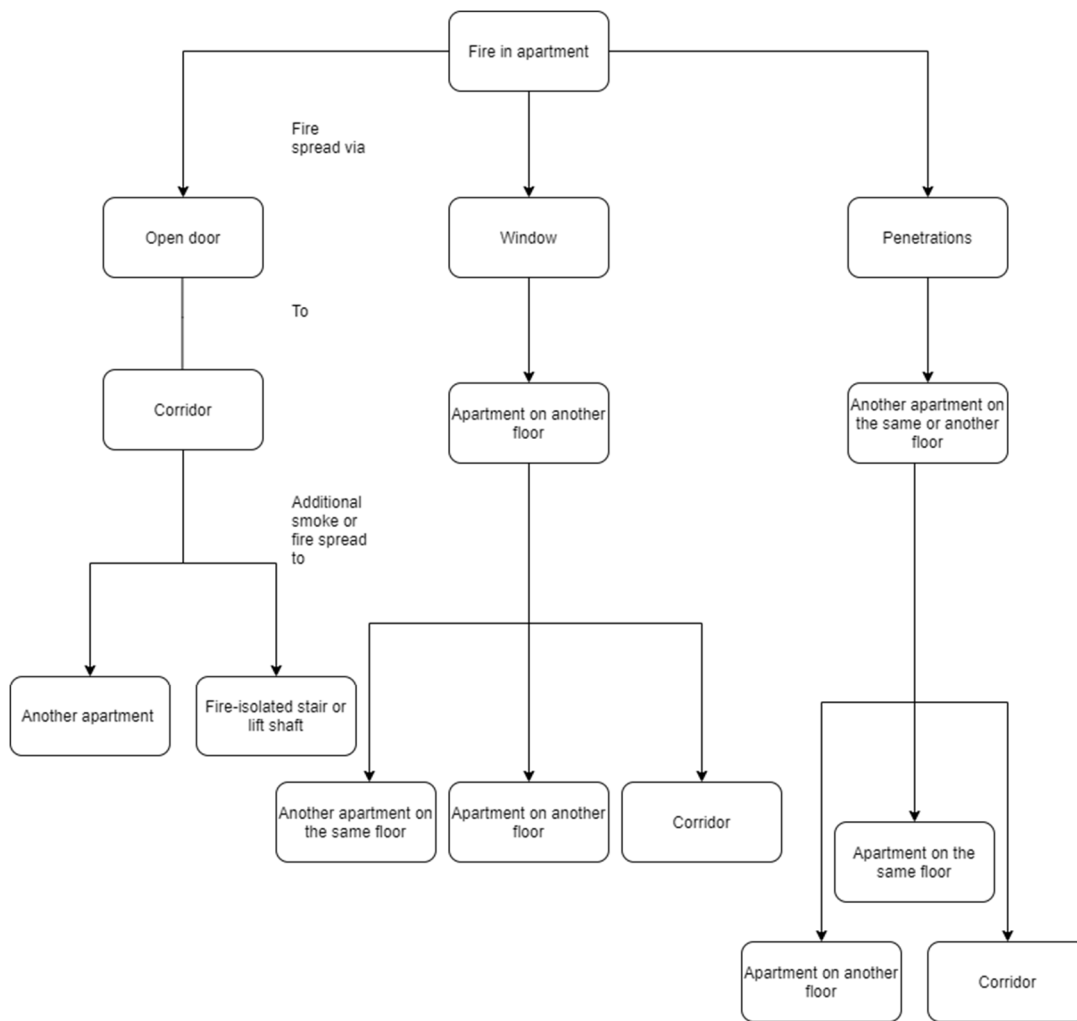 Fire in apartment
Fire
spread via
Open door
Window
Penetrations
To
Corridor
Apartment on another
floor
Another apartment on
the same or another
floor
Additional
smoke or
fire spread
to
Another apartment
Fire-isolated stair or
lift shaft
Another apartment on
the same floor
Apartment on another
floor
Corridor
Apartment on the
same floor
Apartment on another
floor
Corridor